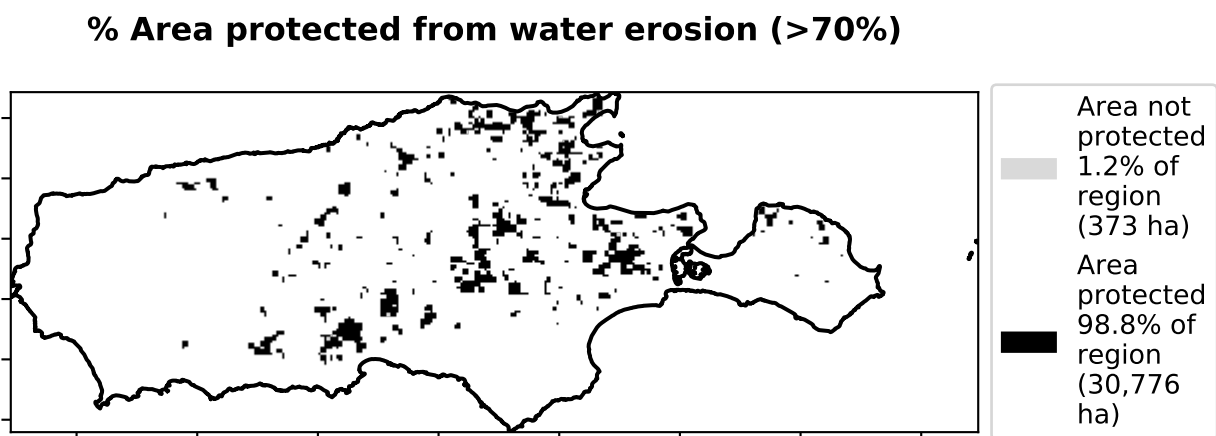 % Area protected from water erosion (>70%)
Area not
protected
1.2% of
region
(373 ha)
Area
protected
98.8% of
region
(30,776
ha)